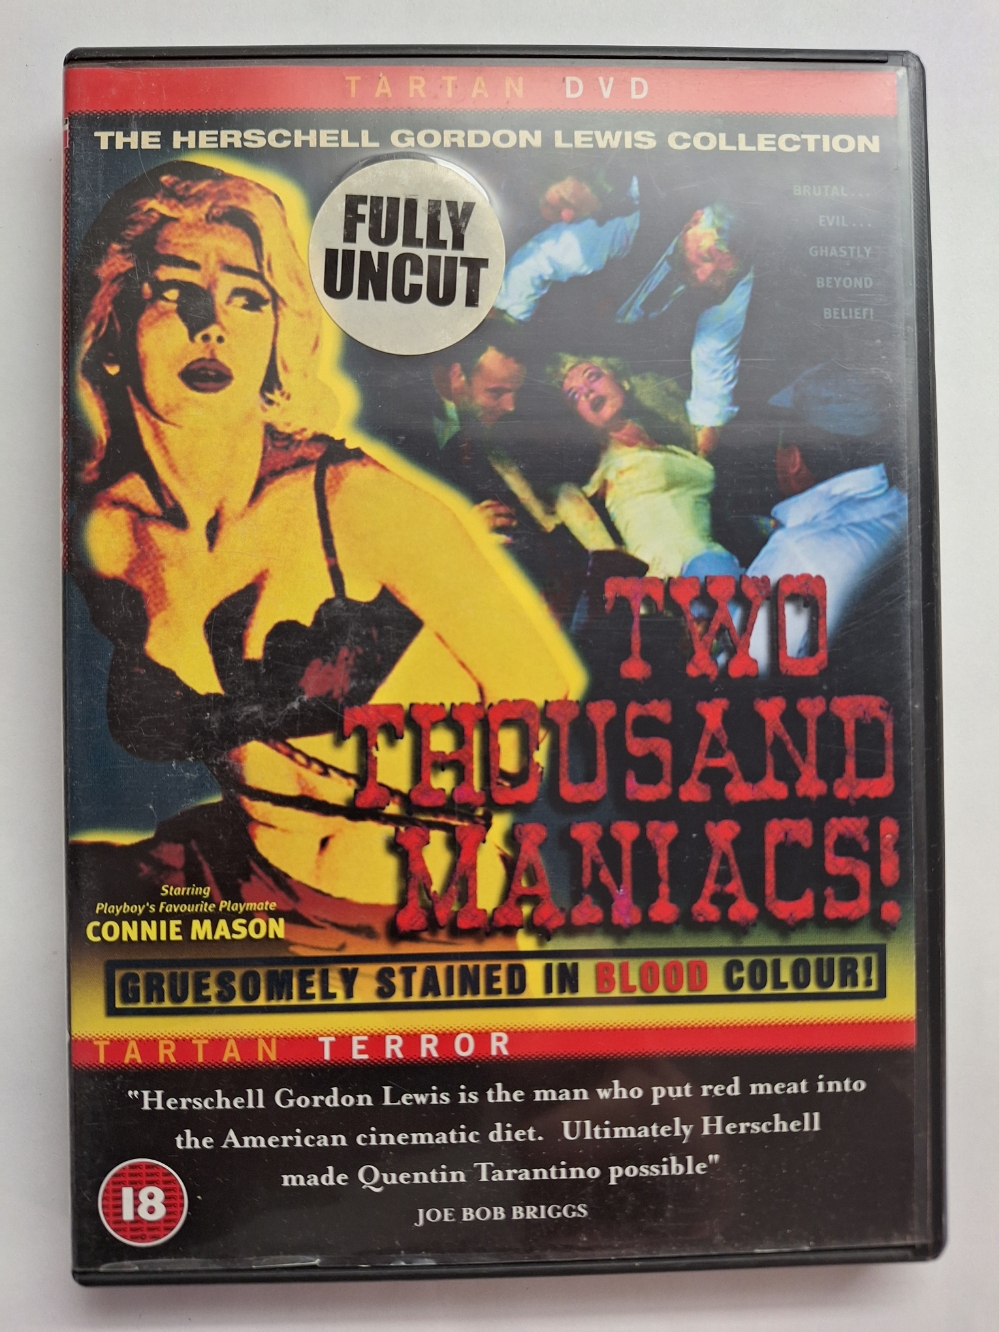 TARTAN DVD
THE HERSCHELL GORDON LEWIS COLLECTION
FULLY
UNCUT
BRUTAL...
EVIL...
GHASTLY
BEYOND
BELIEF!
TWO
THOUSAND
MANIACS!
Starring
Playboy's Favourite Playmate
CONNIE MASON
GRUESOMELY STAINED IN BLOOD COLOUR!
TARTAN TERROR
"Herschell Gordon Lewis is the man who put red meat into
the American cinematic diet. Ultimately Herschell
made Quentin Tarantino possible"
JOE BOB BRIGGS
18